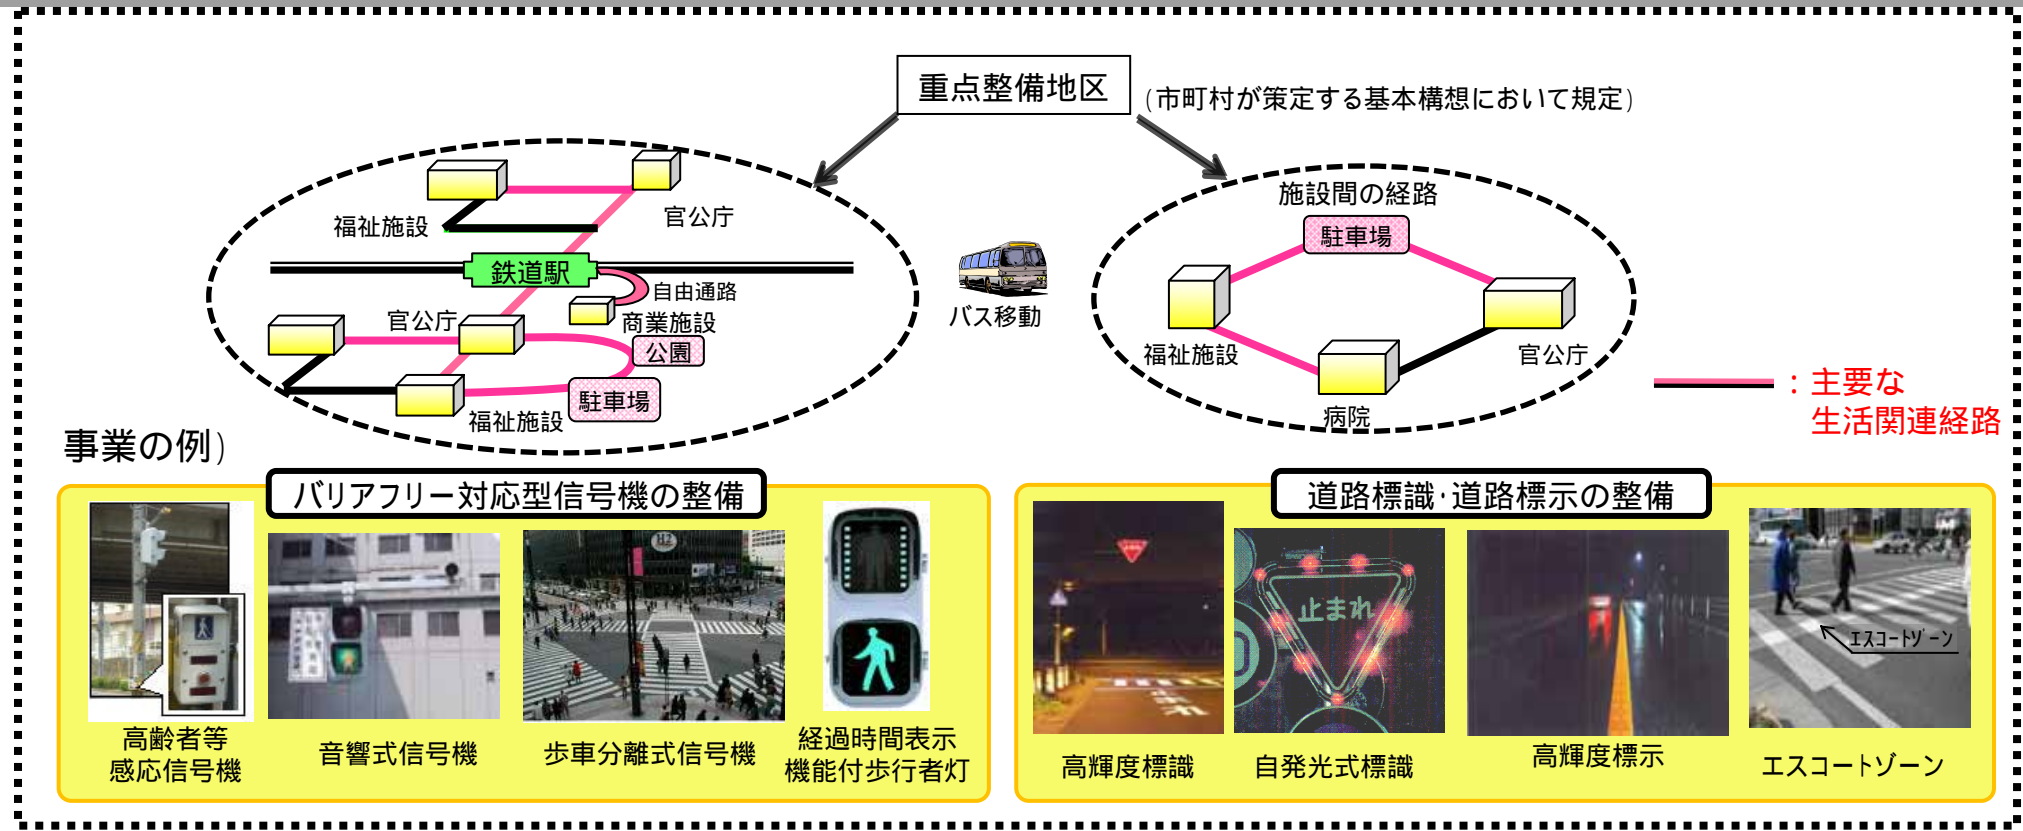 重点整備地区
(市町村が策定する基本構想において規定)
福祉施設
官公庁
鉄道駅
自由通路
商業施設
官公庁
公園
駐車場
福祉施設
バス移動
施設間の経路
駐車場
福祉施設
官公庁
病院
:主要な
生活関連経路
事業の例)
バリアフリー対応型信号機の整備
H2
高齢者等
感応信号機
音響式信号機
歩車分離式信号機
経過時間表示
機能付歩行者灯
道路標識・道路標示の整備
止まれ
エスコートゾーン
高輝度標識
自発光式標識
高輝度標示
エスコートゾーン